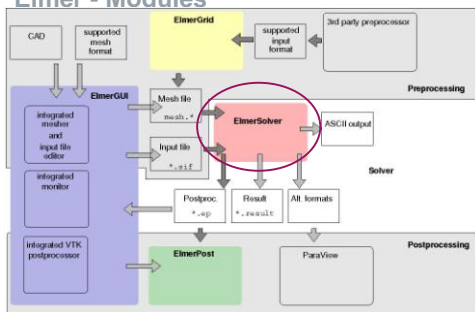 Elmer - Modules
CAD
supported
mesh
format
ElmerGrid
supported
input
format
3rd party preprocessor
Preprocessing
ElmerGUI
Mesh file
mesh.*
ElmerSolver
ASCII output
integrated
mesher
and
input file
editor
Input file
*.sif
Solver
integrated
monitor
Postproc.
*.ep
Result
*.result
Alt. formats
Postprocessing
integrated VTK
postprocessor
ElmerPost
ParaView